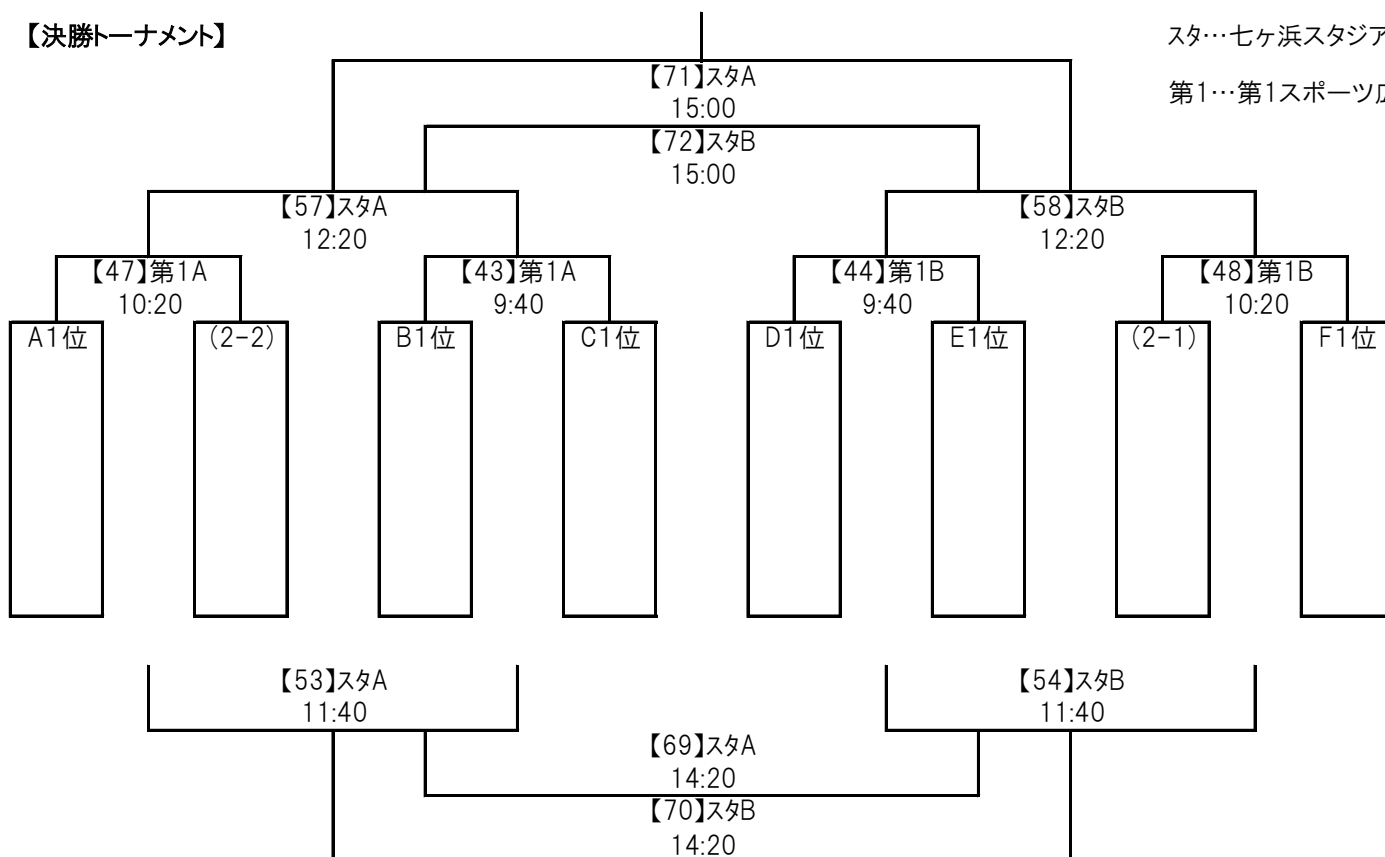 【決勝トーナメント】
スタ…七ヶ浜スタジア
第1…第1スポーツ広
【71】スタA
15:00
【72】スタB
15:00
【57】スタA
12:20
【58】スタB
12:20
【47】第1A
10:20
【43】第1A
9:40
【44】第1B
9:40
【48】第1B
10:20
A1位
(2-2)
B1位
C1位
D1位
E1位
(2-1)
F1位
【53】スタA
11:40
【54】スタB
11:40
【69】スタA
14:20
【70】スタB
14:20